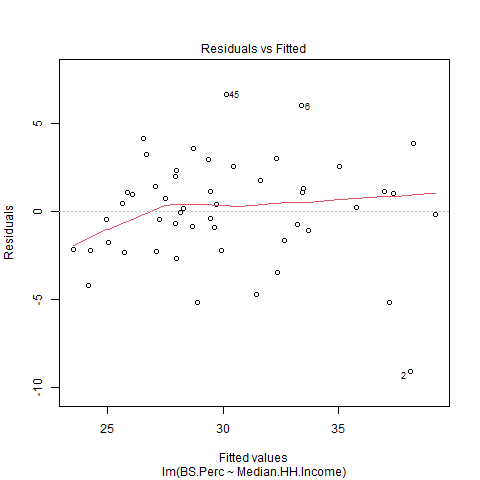 Residuals vs Fitted
45
6
2
5
0
-5
-10
Residuals
25 30 35
Fitted values
lm(BS.Perc ~ Median.HH.Income)